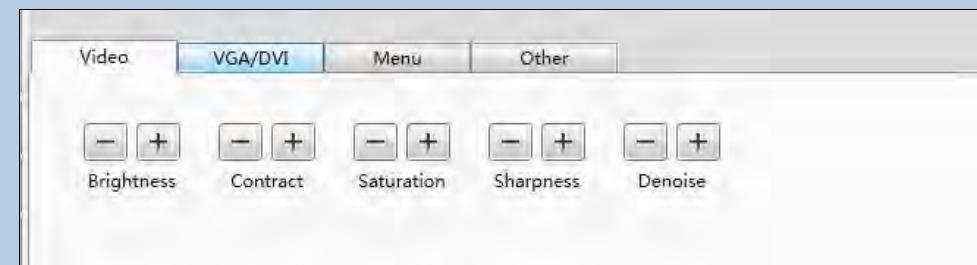 Video VGA/DVI Menu Other
− + − + − + − + − +
Brightness Contract Saturation Sharpness Denoise